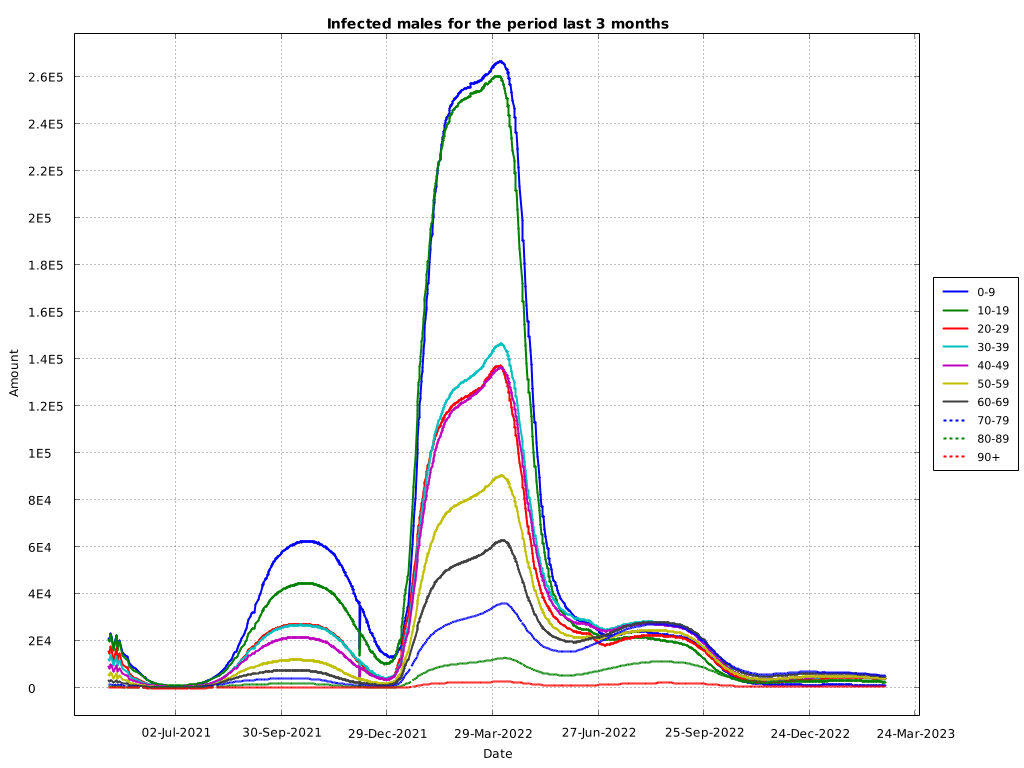 Infected males for the period last 3 months
Amount
2.6E5
2.4E5
2.2E5
2E5
1.8E5
1.6E5
1.4E5
1.2E5
1E5
8E4
6E4
4E4
2E4
0
02-Jul-2021 30-Sep-2021 29-Dec-2021 29-Mar-2022 27-Jun-2022 25-Sep-2022 24-Dec-2022 24-Mar-2023
Date
0-9
10-19
20-29
30-39
40-49
50-59
60-69
70-79
80-89
90+